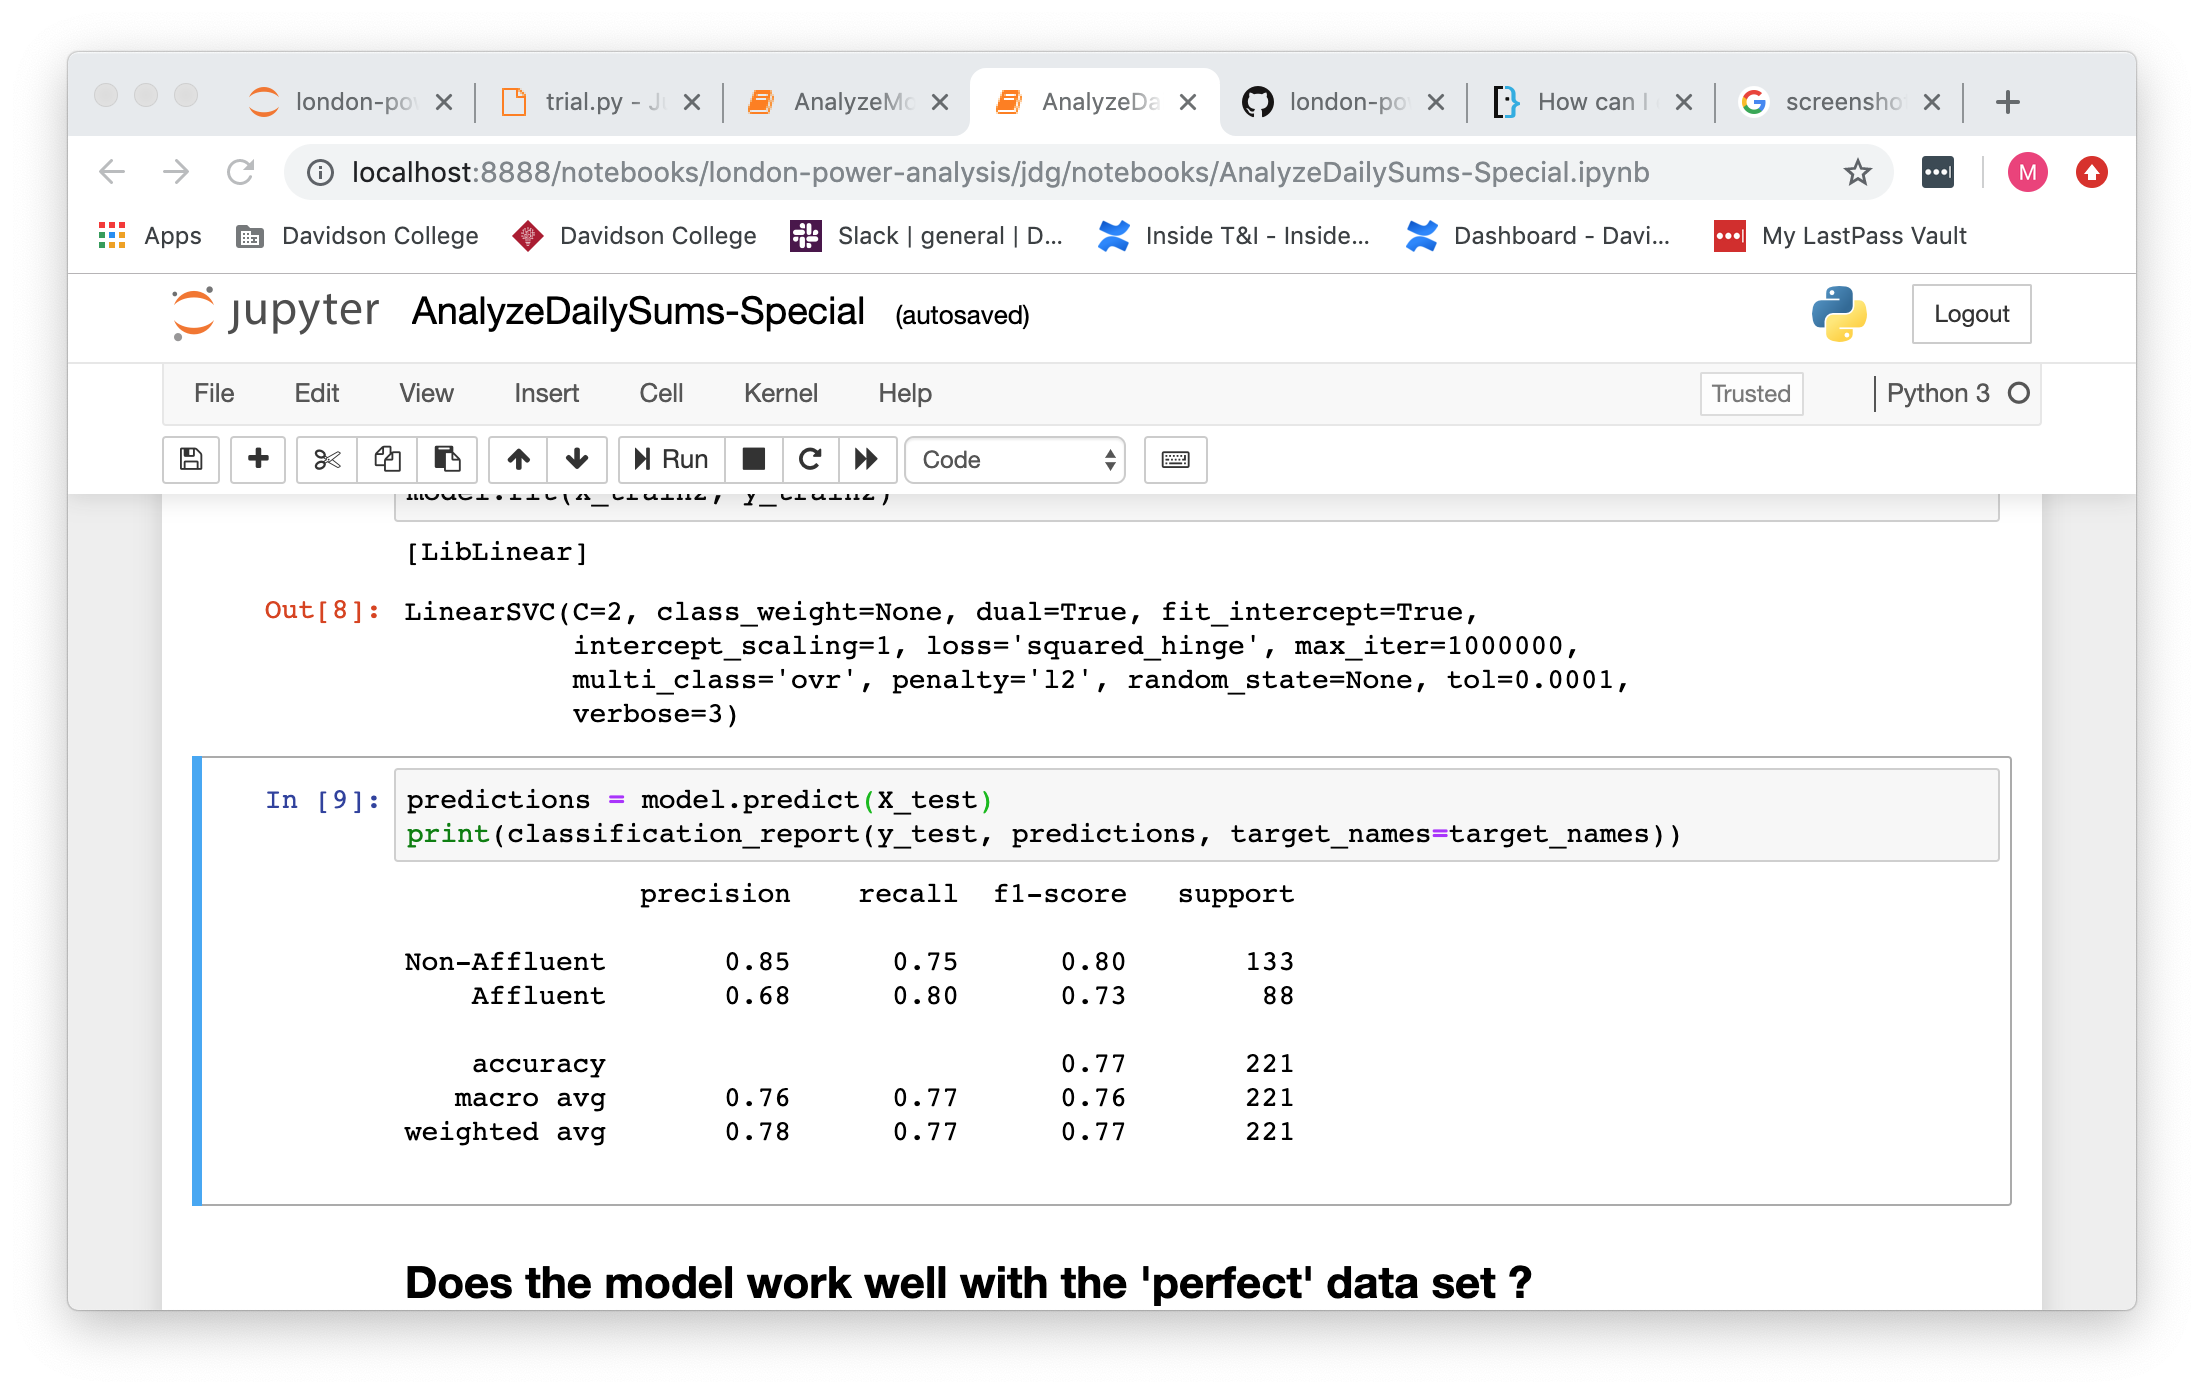 london-po
trial.py - J
AnalyzeMo
AnalyzeDa
london-po
How can I
screensho
localhost:8888/notebooks/london-power-analysis/jdg/notebooks/AnalyzeDailySums-Special.ipynb
M
Apps
Davidson College
Davidson College
Slack | general | D...
Inside T&I - Inside...
Dashboard - Davi...
My LastPass Vault
jupyter AnalyzeDailySums-Special (autosaved)
Logout
File Edit View Insert Cell Kernel Help Trusted Python 3
Run Code
model.fit(x_train2, y_train2)
[LibLinear]
Out[8]: LinearSVC(C=2, class_weight=None, dual=True, fit_intercept=True,
intercept_scaling=1, loss='squared_hinge', max_iter=1000000,
multi_class='ovr', penalty='l2', random_state=None, tol=0.0001,
verbose=3)
In [9]: predictions = model.predict(X_test)
print(classification_report(y_test, predictions, target_names=target_names))
precision recall f1-score support
Non-Affluent 0.85 0.75 0.80 133
Affluent 0.68 0.80 0.73 88
accuracy 0.77 221
macro avg 0.76 0.77 0.76 221
weighted avg 0.78 0.77 0.77 221
Does the model work well with the 'perfect' data set ?